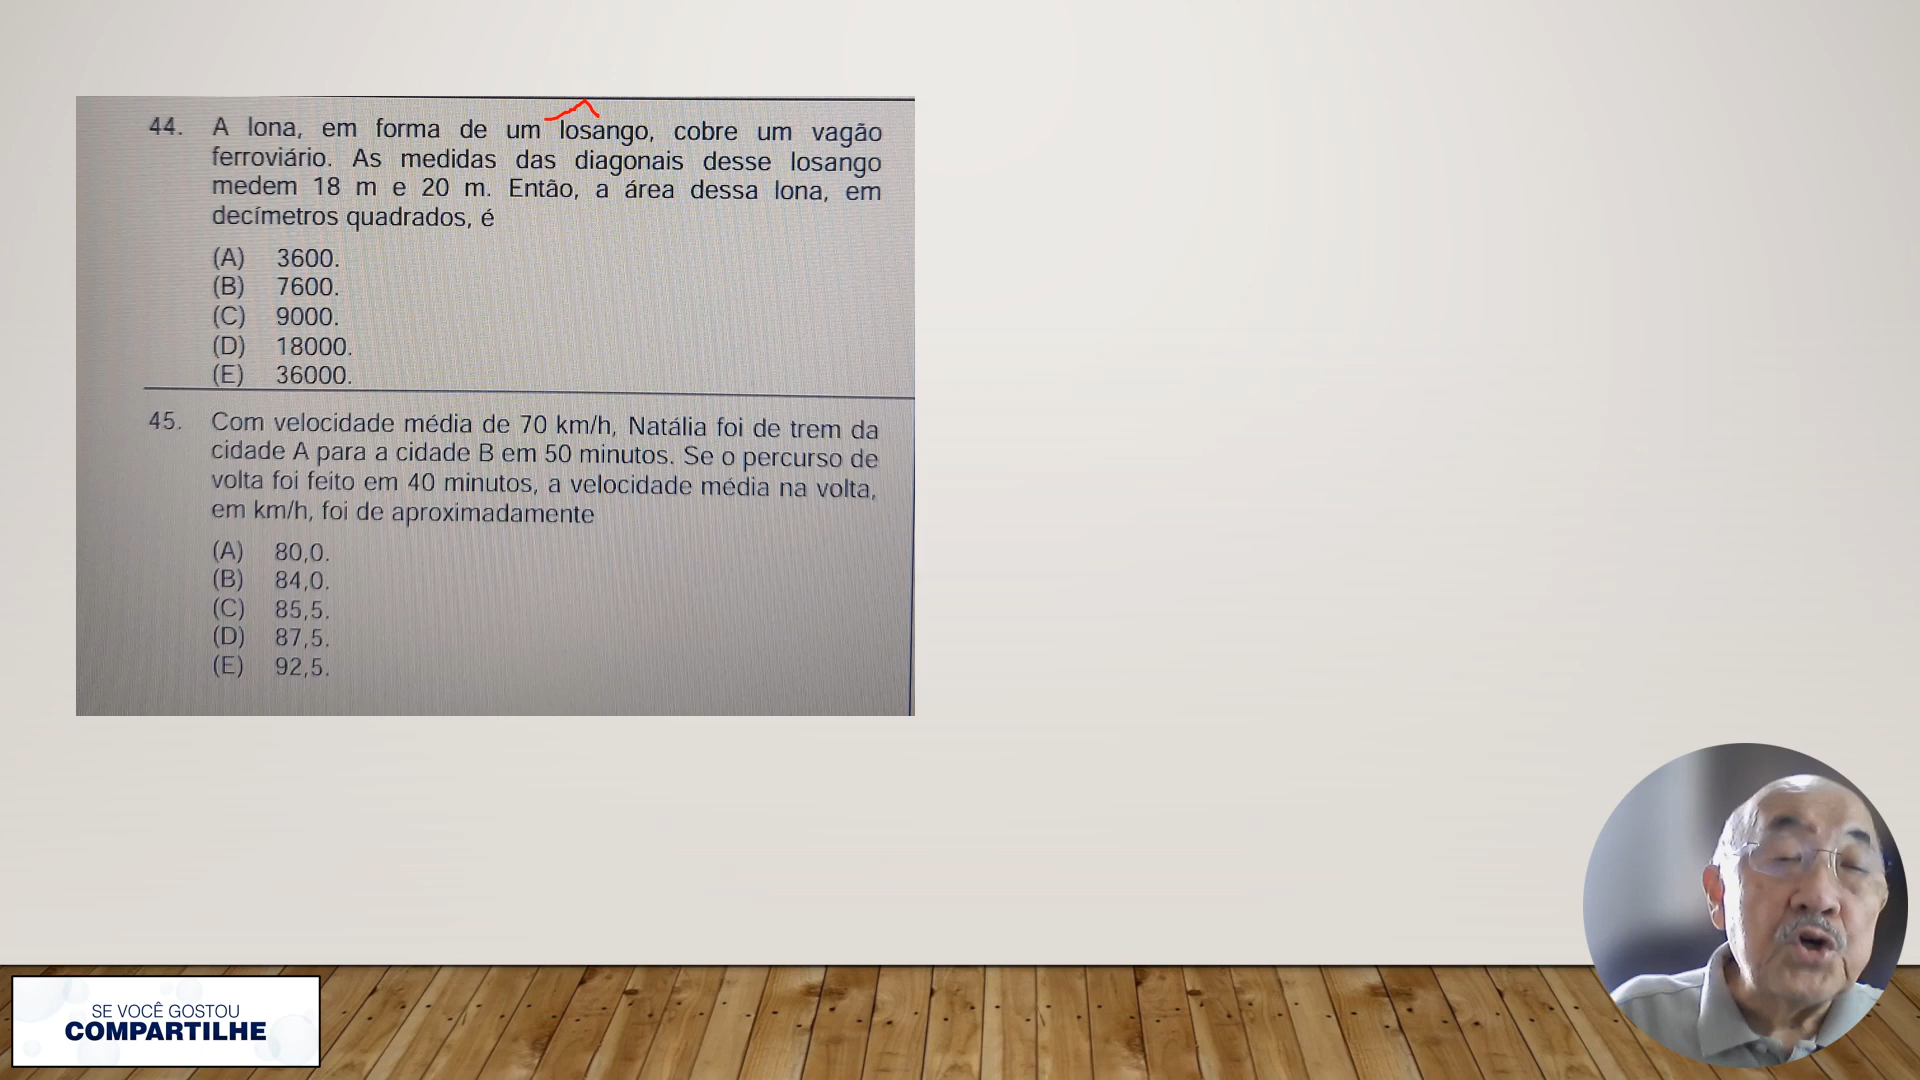 44. A lona, em forma de um losango, cobre um vagão
ferroviário. As medidas das diagonais desse losango
medem 18 m e 20 m. Então, a área dessa lona, em
decímetros quadrados, é
(A) 3600.
(B) 7600.
(C) 9000.
(D) 18000.
(E) 36000.
45. Com velocidade média de 70 km/h, Natália foi de trem da
cidade A para a cidade B em 50 minutos. Se o percurso de
volta foi feito em 40 minutos, a velocidade média na volta,
em km/h, foi de aproximadamente
(A) 80,0.
(B) 84,0.
(C) 85,5.
(D) 87,5.
(E) 92,5.
SE VOCÊ GOSTOU
COMPARTILHE